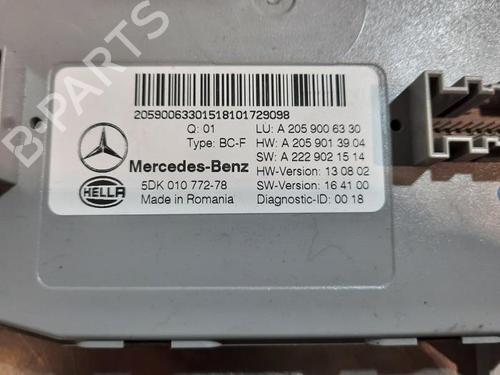 20590063301518101729098
Q: 01 LU: A 205 900 63 30
Type: BC-F HW: A 205 901 39 04
Mercedes-Benz SW: A 222 902 15 14
HW-Version: 13 08 02
HELLA 5DK 010 772-78 SW-Version: 16 41 00
Made in Romania Diagnostic-ID: 00 18
B-PARTS